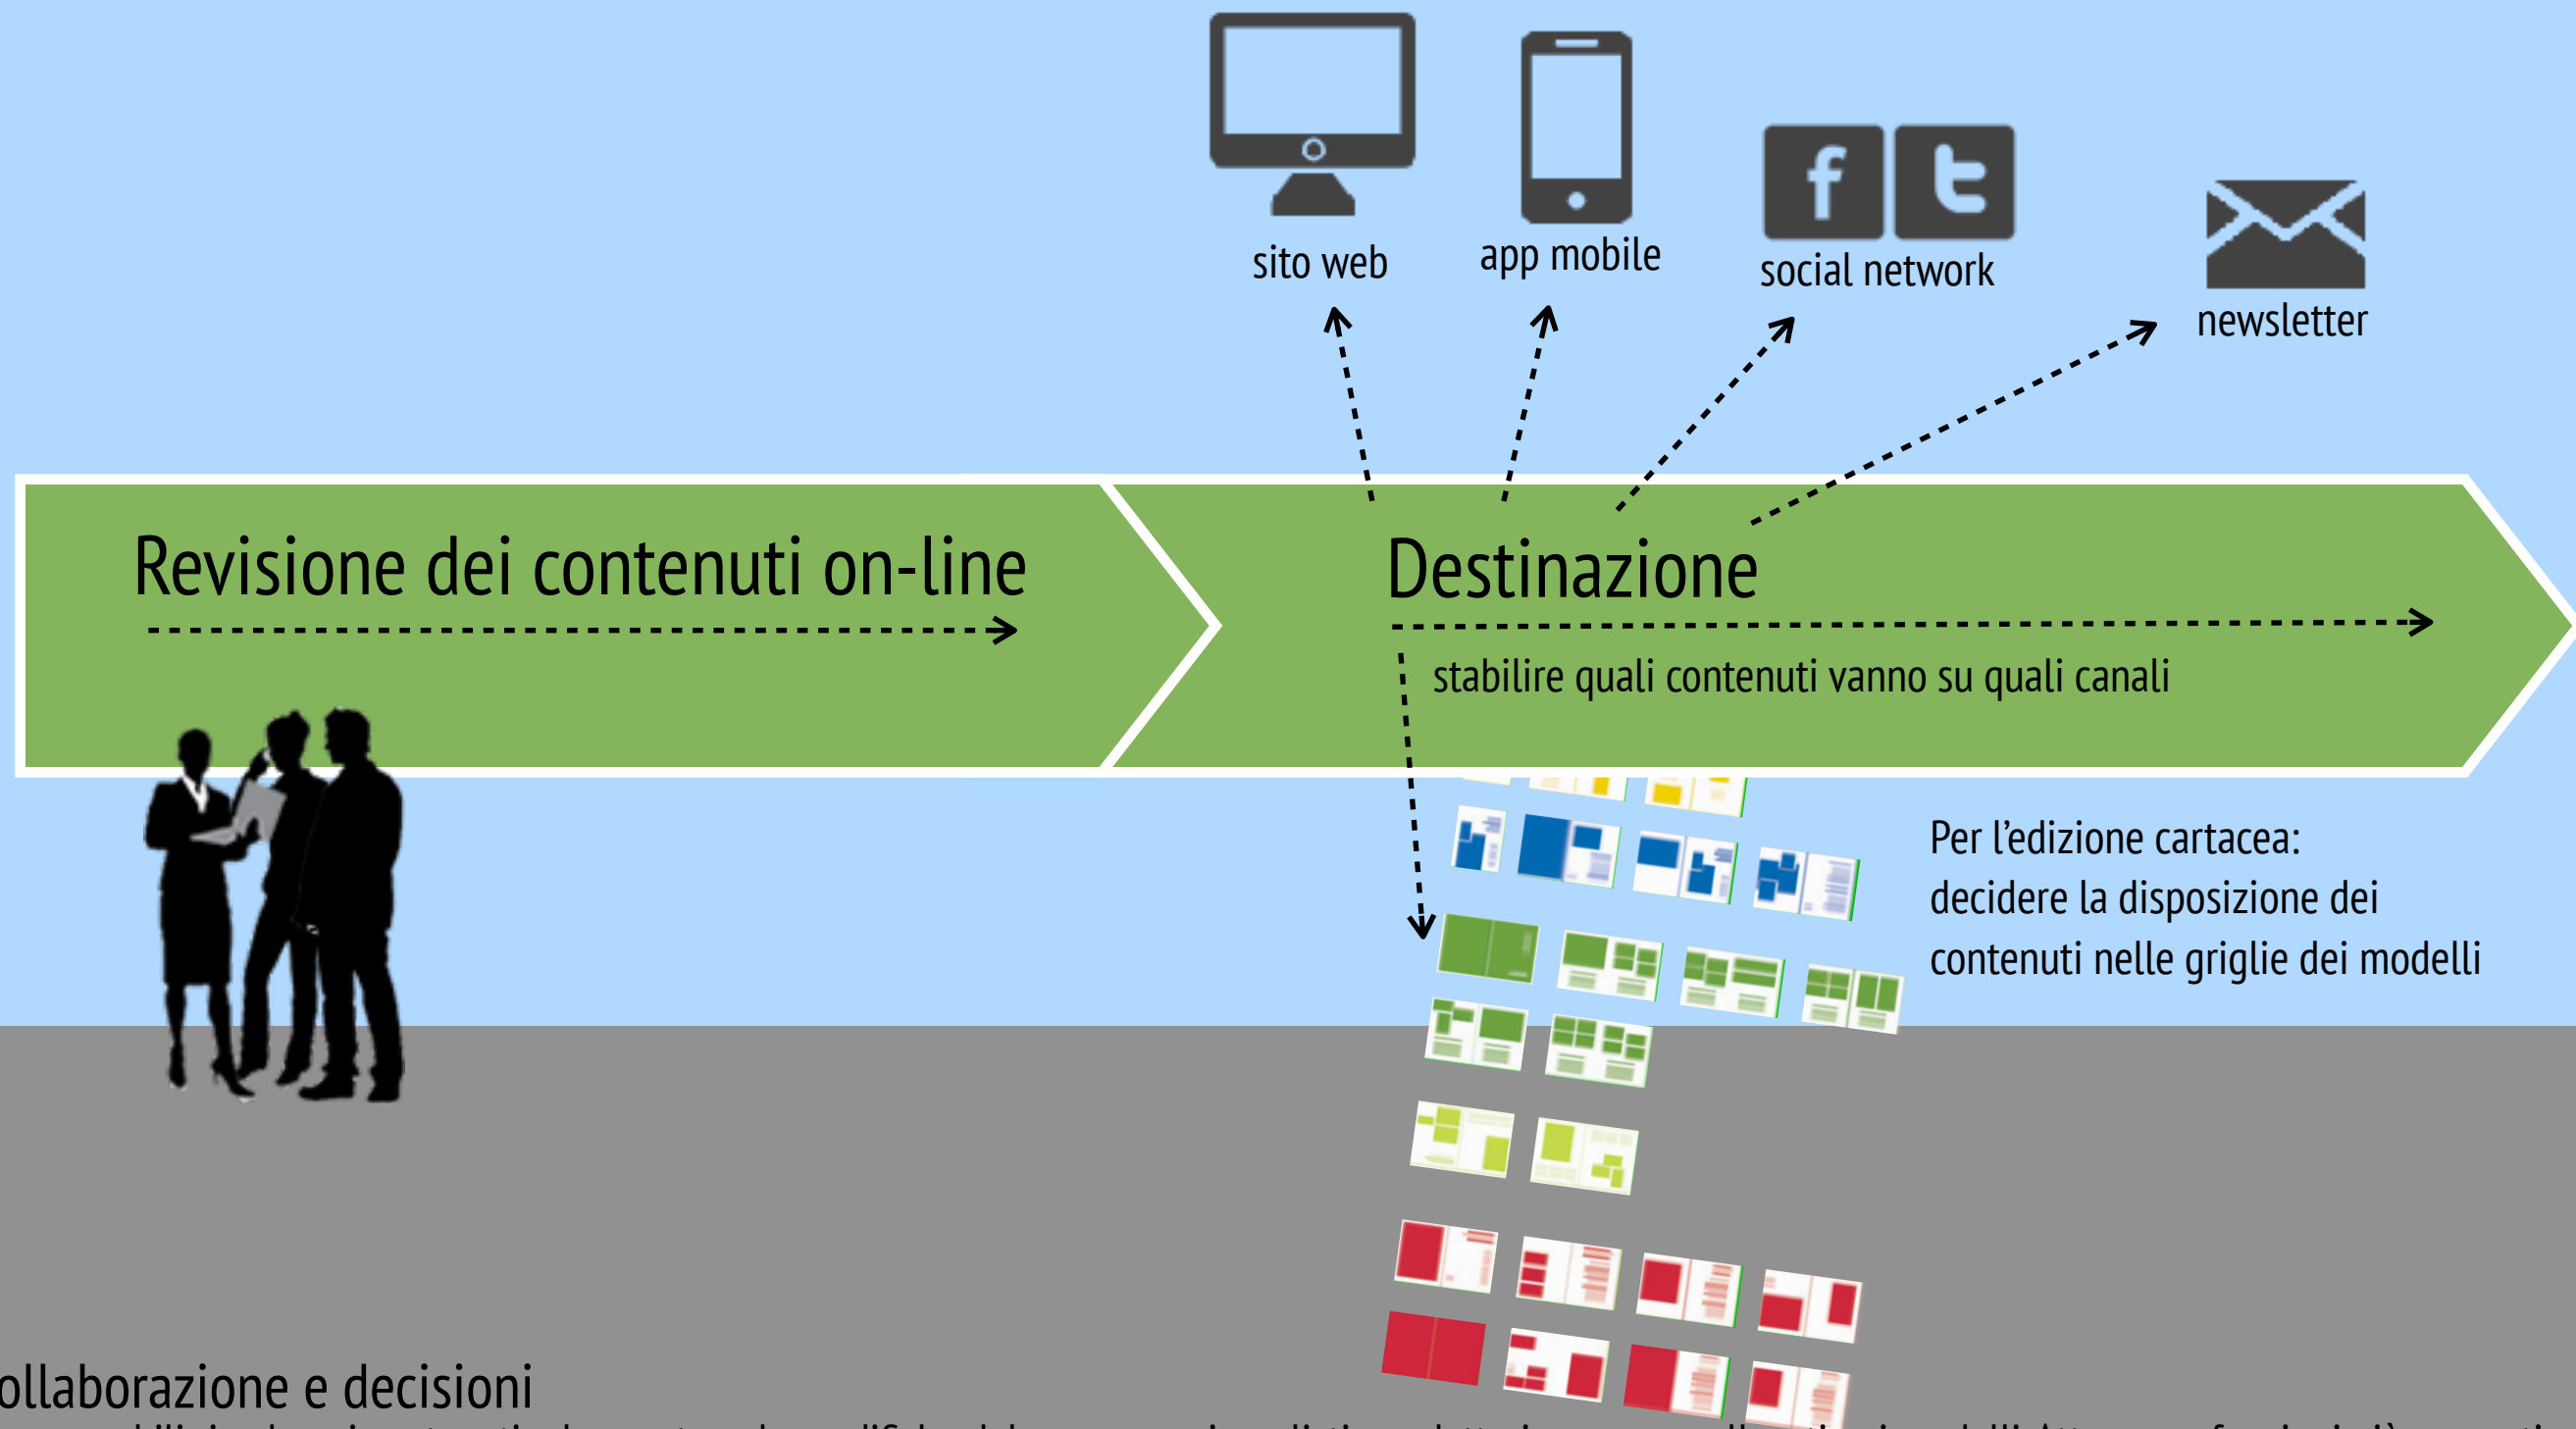 sito web
app mobile
social network
newsletter
Revisione dei contenuti on-line
Destinazione
stabilire quali contenuti vanno su quali canali
Per l’edizione cartacea:
decidere la disposizione dei
contenuti nelle griglie dei modelli
ollaborazione e decisioni